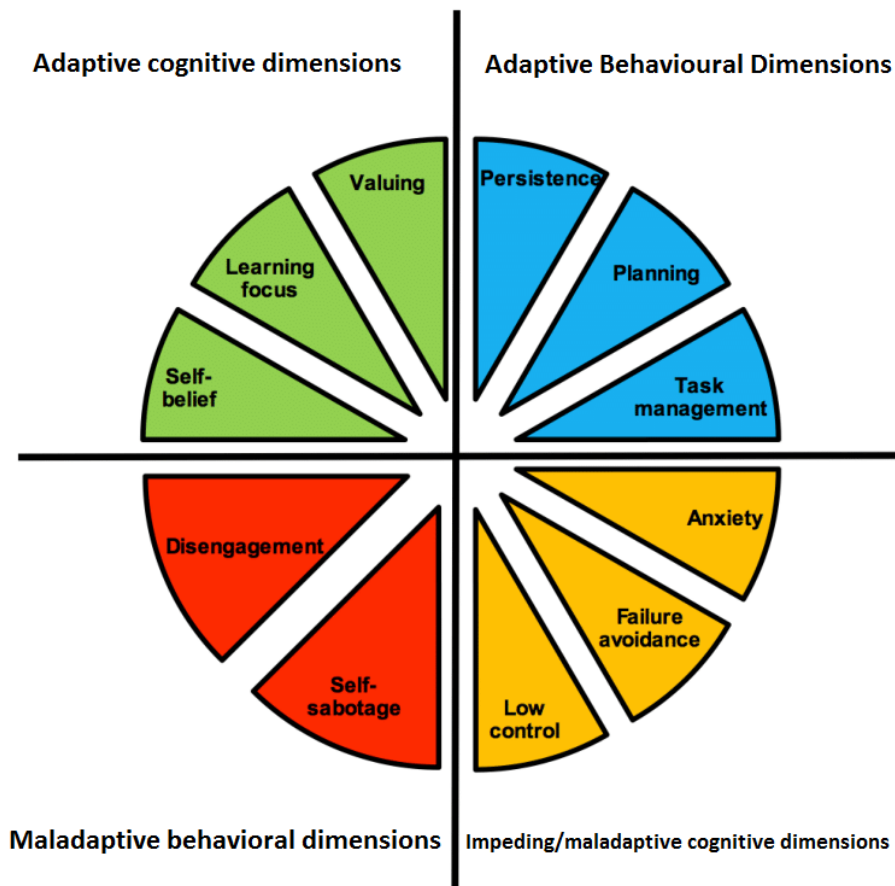 Adaptive cognitive dimensions
Adaptive Behavioural Dimensions
Valuing
Learning
focus
Self-
belief
Persistence
Planning
Task
management
Disengagement
Self-
sabotage
Anxiety
Failure
avoidance
Low
control
Maladaptive behavioral dimensions
Impeding/maladaptive cognitive dimensions